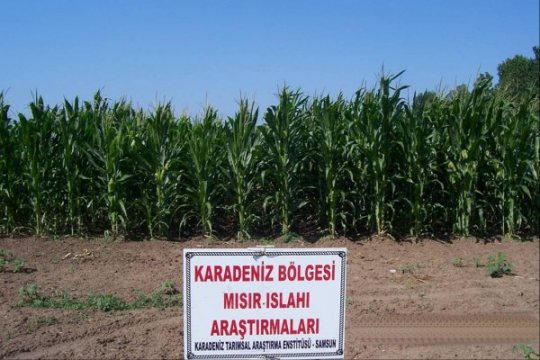 KARADENİZ BÖLGESİ
MISIR-ISLAHI
ARAŞTIRMALARI
KARADENİZ TARIMSAL ARAŞTIRMA ENSTİTÜSÜ - SAMSUN